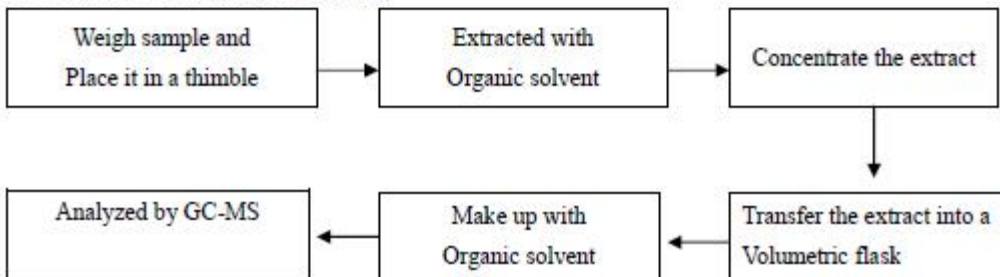 Weigh sample and
Place it in a thimble
Extracted with
Organic solvent
Concentrate the extract
Transfer the extract into a
Volumetric flask
Make up with
Organic solvent
Analyzed by GC-MS